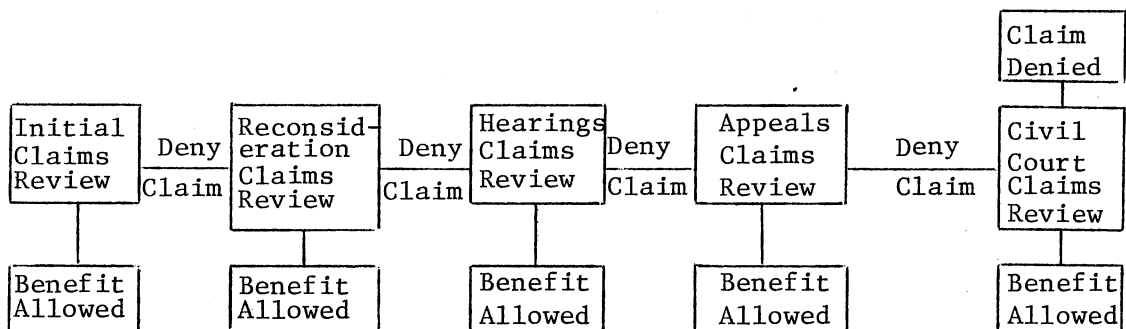 Claim
Denied
Initial
Claims
Review
Deny
Claim
Reconsid-
eration
Claims
Review
Deny
Claim
Hearings
Claims
Review
Deny
Claim
Appeals
Claims
Review
Deny
Claim
Civil
Court
Claims
Review
Benefit
Allowed
Benefit
Allowed
Benefit
Allowed
Benefit
Allowed
Benefit
Allowed